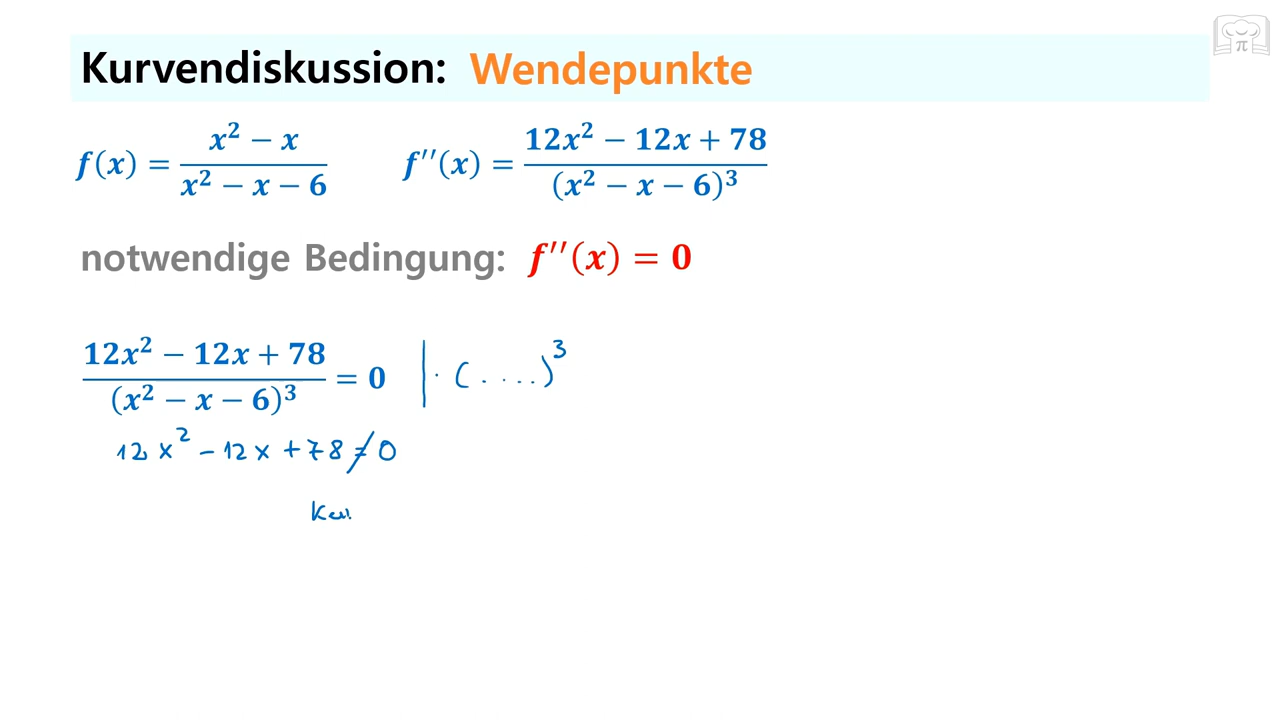 Kurvendiskussion: Wendepunkte
f(x) = (x² − x)/(x² − x − 6) f′′(x) = (12x² − 12x + 78)/(x² − x − 6)³
notwendige Bedingung: f′′(x) = 0
(12x² − 12x + 78)/(x² − x − 6)³ = 0 | · (....)³
12x² − 12x + 78 ≠ 0